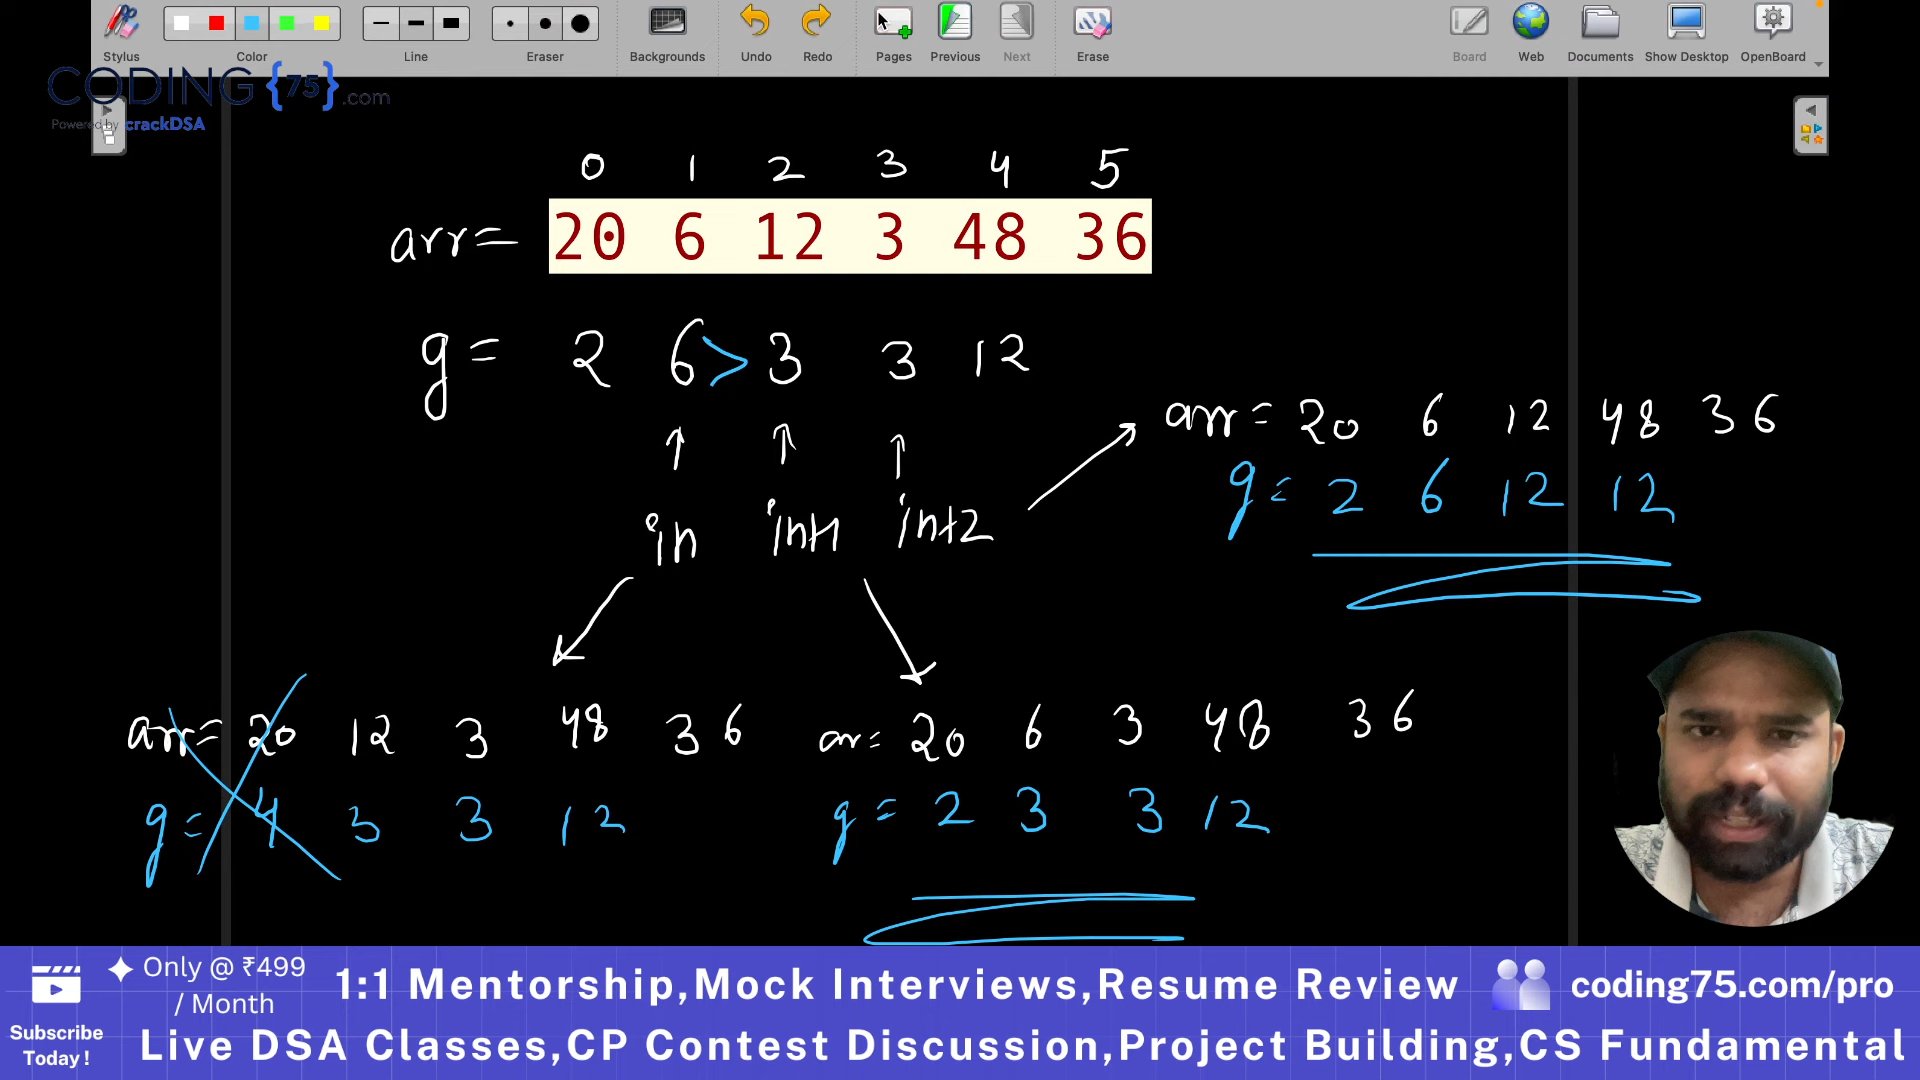 Stylus
Color
Line
Eraser
Backgrounds
Undo
Redo
Pages
Previous
Next
Erase
Board
Web
Documents
Show Desktop
OpenBoard
CODING{75}.com
Powered by crackDSA
0 1 2 3 4 5
arr= 20 6 12 3 48 36
g= 2 6 > 3 3 12
in in+1 in+2
arr= 20 6 12 48 36
g= 2 6 12 12
arr= 20 12 3 48 36
g= 4 3 3 12
arr= 20 6 3 48 36
g= 2 3 3 12
Subscribe
Today!
Only @ ₹499
/ Month
1:1 Mentorship,Mock Interviews,Resume Review
coding75.com/pro
Live DSA Classes,CP Contest Discussion,Project Building,CS Fundamental